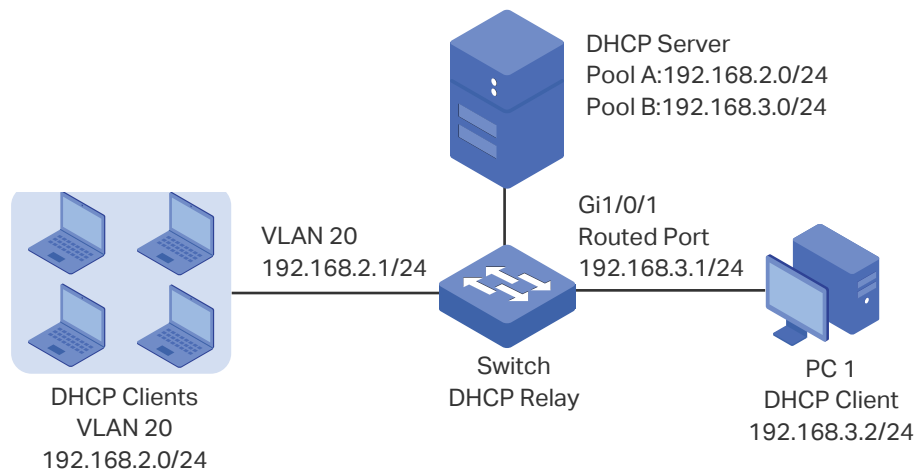 DHCP Server
Pool A:192.168.2.0/24
Pool B:192.168.3.0/24
Gi1/0/1
Routed Port
192.168.3.1/24
VLAN 20
192.168.2.1/24
Switch
DHCP Relay
PC 1
DHCP Client
192.168.3.2/24
DHCP Clients
VLAN 20
192.168.2.0/24